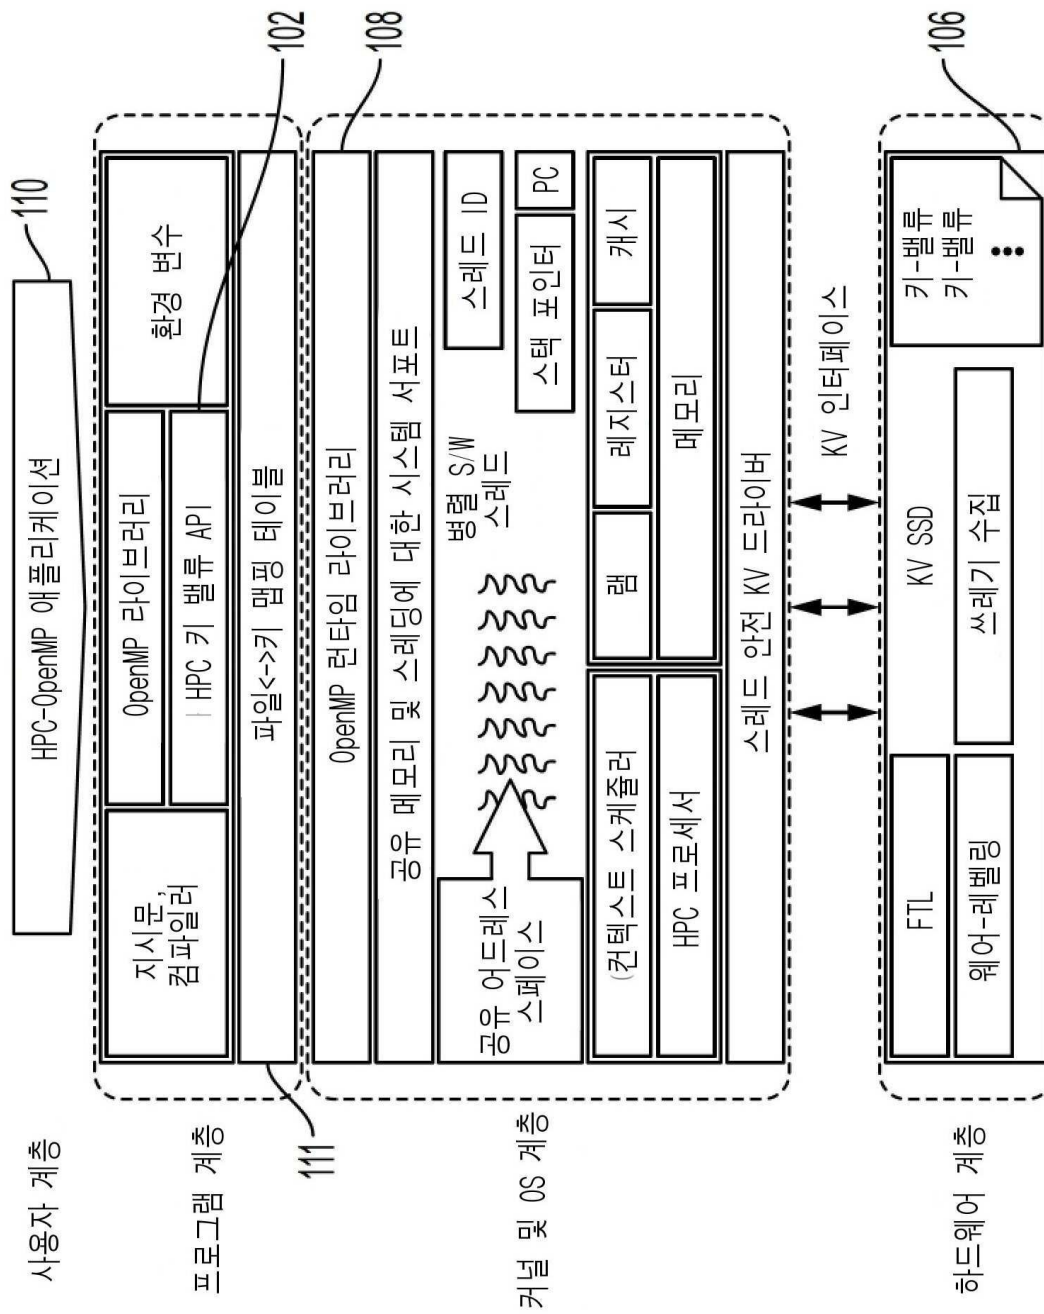 사용자 계층
HPC-OpenMP 애플리케이션
110
프로그램 계층
지시문,
컴파일러
OpenMP 라이브러리
HPC 키 밸류 API
환경 변수
102
파일<->키 맵핑 테이블
111
커널 및 OS 계층
OpenMP 런타임 라이브러리
108
공유 메모리 및 스레딩에 대한 시스템 서포트
공유 어드레스
스페이스
병렬 S/W
스레드
스레드 ID
스택 포인터
PC
(컨텍스트 스케쥴러
HPC 프로세서
램
레지스터
캐시
메모리
스레드 안전 KV 드라이버
KV 인터페이스
하드웨어 계층
FTL
웨어-레벨링
KV SSD
쓰레기 수집
키-밸류
키-밸류
106